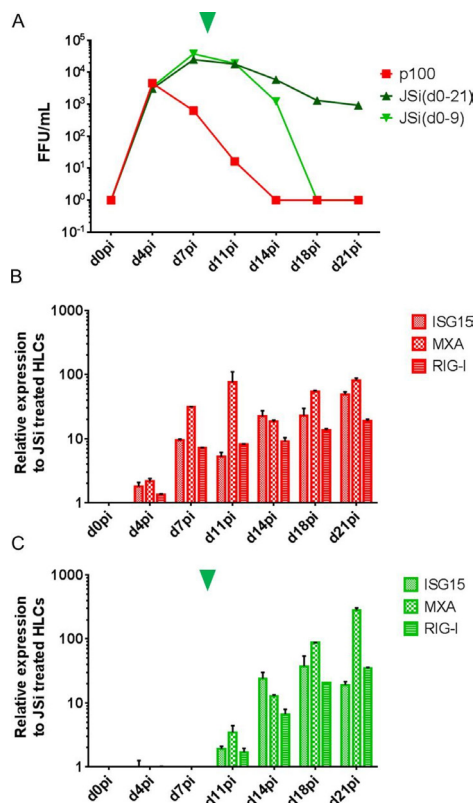 A
FFU/mL
10^5
10^4
10^3
10^2
10^1
10^0
10^-1
d0pi d4pi d7pi d11pi d14pi d18pi d21pi
p100
JSi(d0-21)
JSi(d0-9)
B
Relative expression
to JSi treated HLCs
1000
100
10
1
d0pi d4pi d7pi d11pi d14pi d18pi d21pi
ISG15
MXA
RIG-I
C
Relative expression
to JSi treated HLCs
1000
100
10
1
d0pi d4pi d7pi d11pi d14pi d18pi d21pi
ISG15
MXA
RIG-I